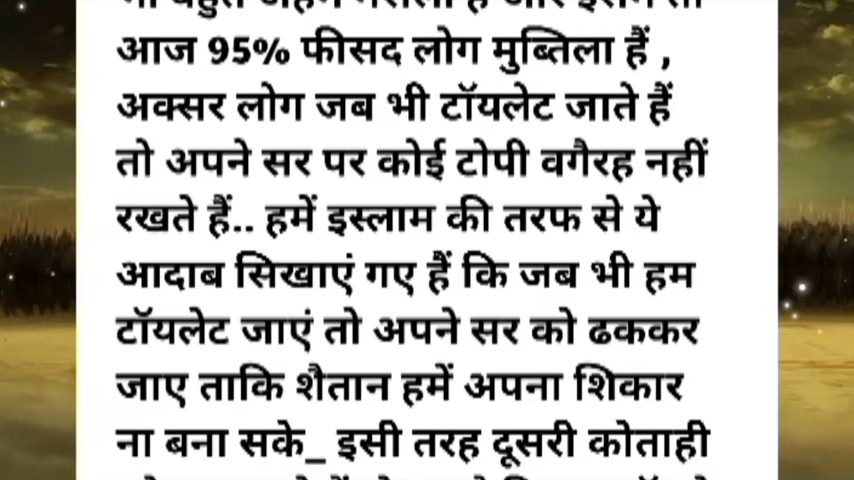 आज 95% फीसद लोग मुब्तिला हैं ,
अक्सर लोग जब भी टॉयलेट जाते हैं
तो अपने सर पर कोई टोपी वगैरह नहीं
रखते हैं.. हमें इस्लाम की तरफ से ये
आदाब सिखाएं गए हैं कि जब भी हम
टॉयलेट जाएं तो अपने सर को ढककर
जाए ताकि शैतान हमें अपना शिकार
ना बना सके_ इसी तरह दूसरी कोताही